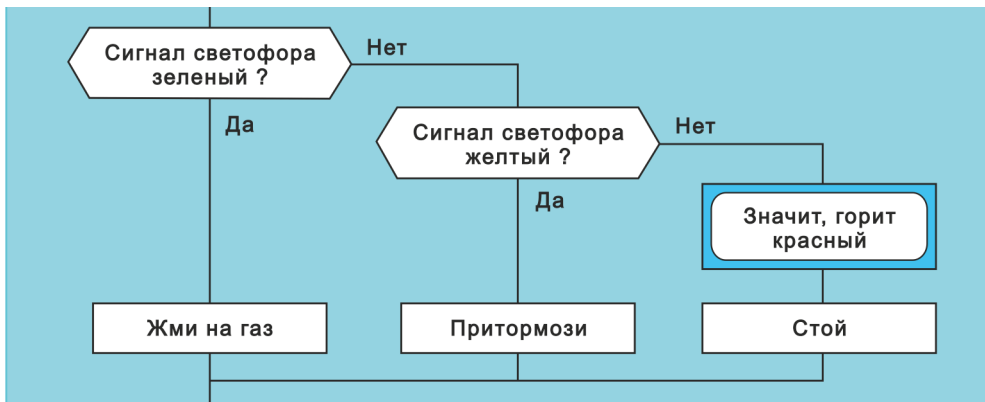 Сигнал светофора
зеленый ?
Нет
Да
Сигнал светофора
желтый ?
Нет
Да
Значит, горит
красный
Жми на газ
Притормози
Стой